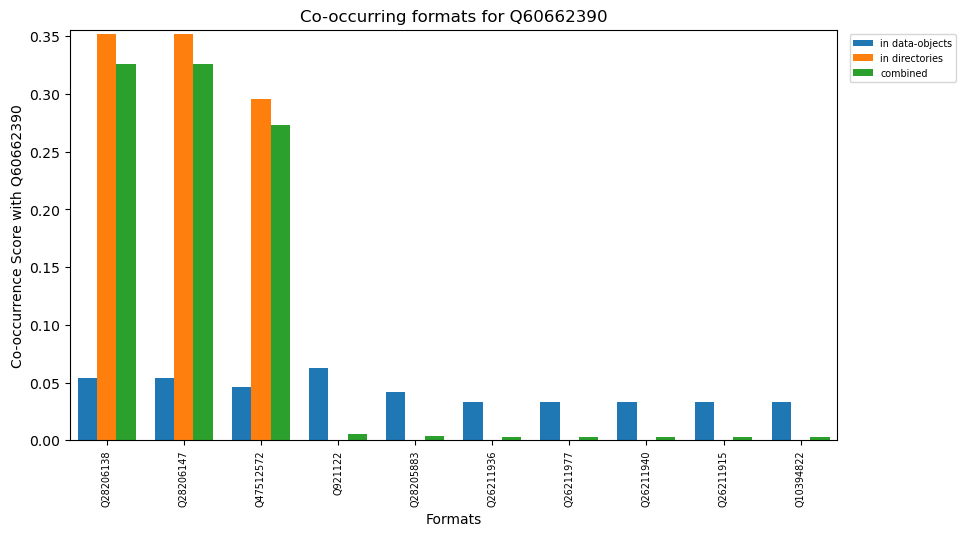 Co-occurring formats for Q60662390
in data-objects
in directories
combined
Co-occurrence Score with Q60662390
0.35
0.30
0.25
0.20
0.15
0.10
0.05
0.00
Q28206138
Q28206147
Q47512572
Q921122
Q28205883
Q26211936
Q26211977
Q26211940
Q26211915
Q10394822
Formats